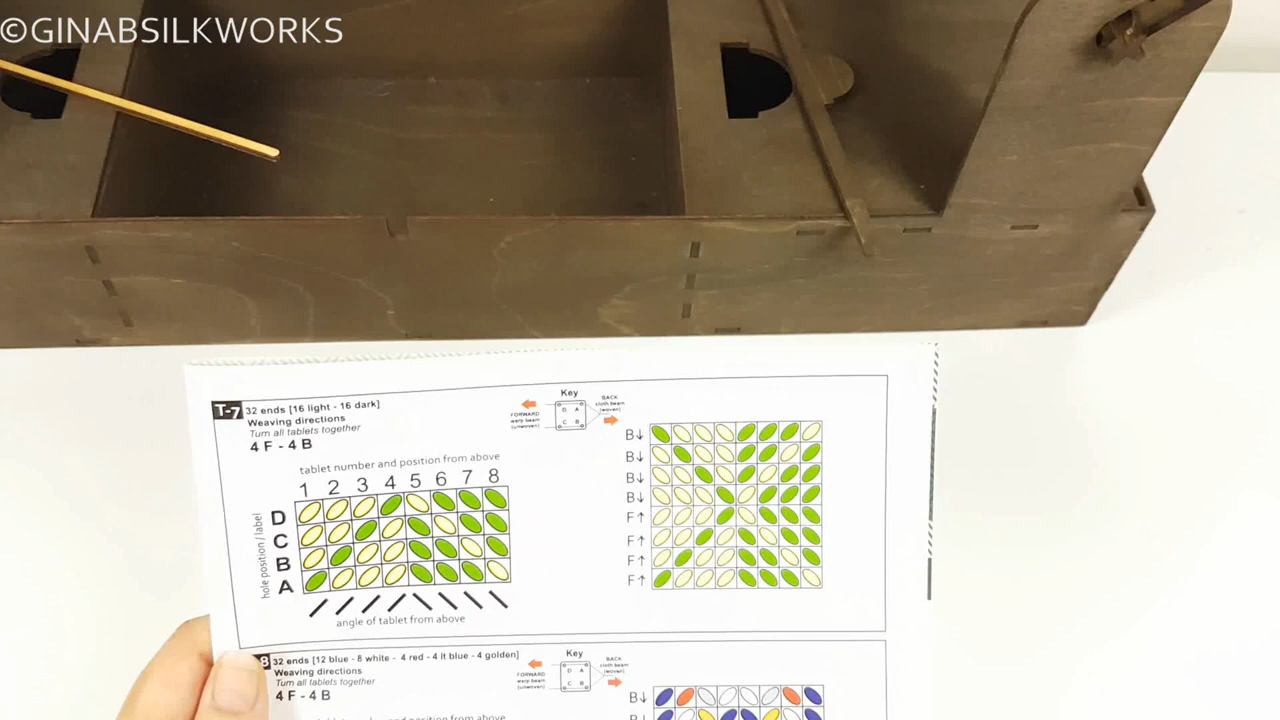 ©GINABSILKWORKS
T-7 32 ends [16 light - 16 dark]
Weaving directions
Turn all tablets together
4 F - 4 B
Key
FORWARD
warp beam
(unwoven)
D A
C B
BACK
cloth beam
(woven)
tablet number and position from above
1 2 3 4 5 6 7 8
hole position / label
D
C
B
A
angle of tablet from above
B↓
B↓
B↓
B↓
F↑
F↑
F↑
F↑
8 32 ends [12 blue - 8 white - 4 red - 4 lt blue - 4 golden]
Weaving directions
Turn all tablets together
4 F - 4 B
Key
FORWARD
warp beam
(unwoven)
D A
C B
BACK
cloth beam
(woven)
B↓